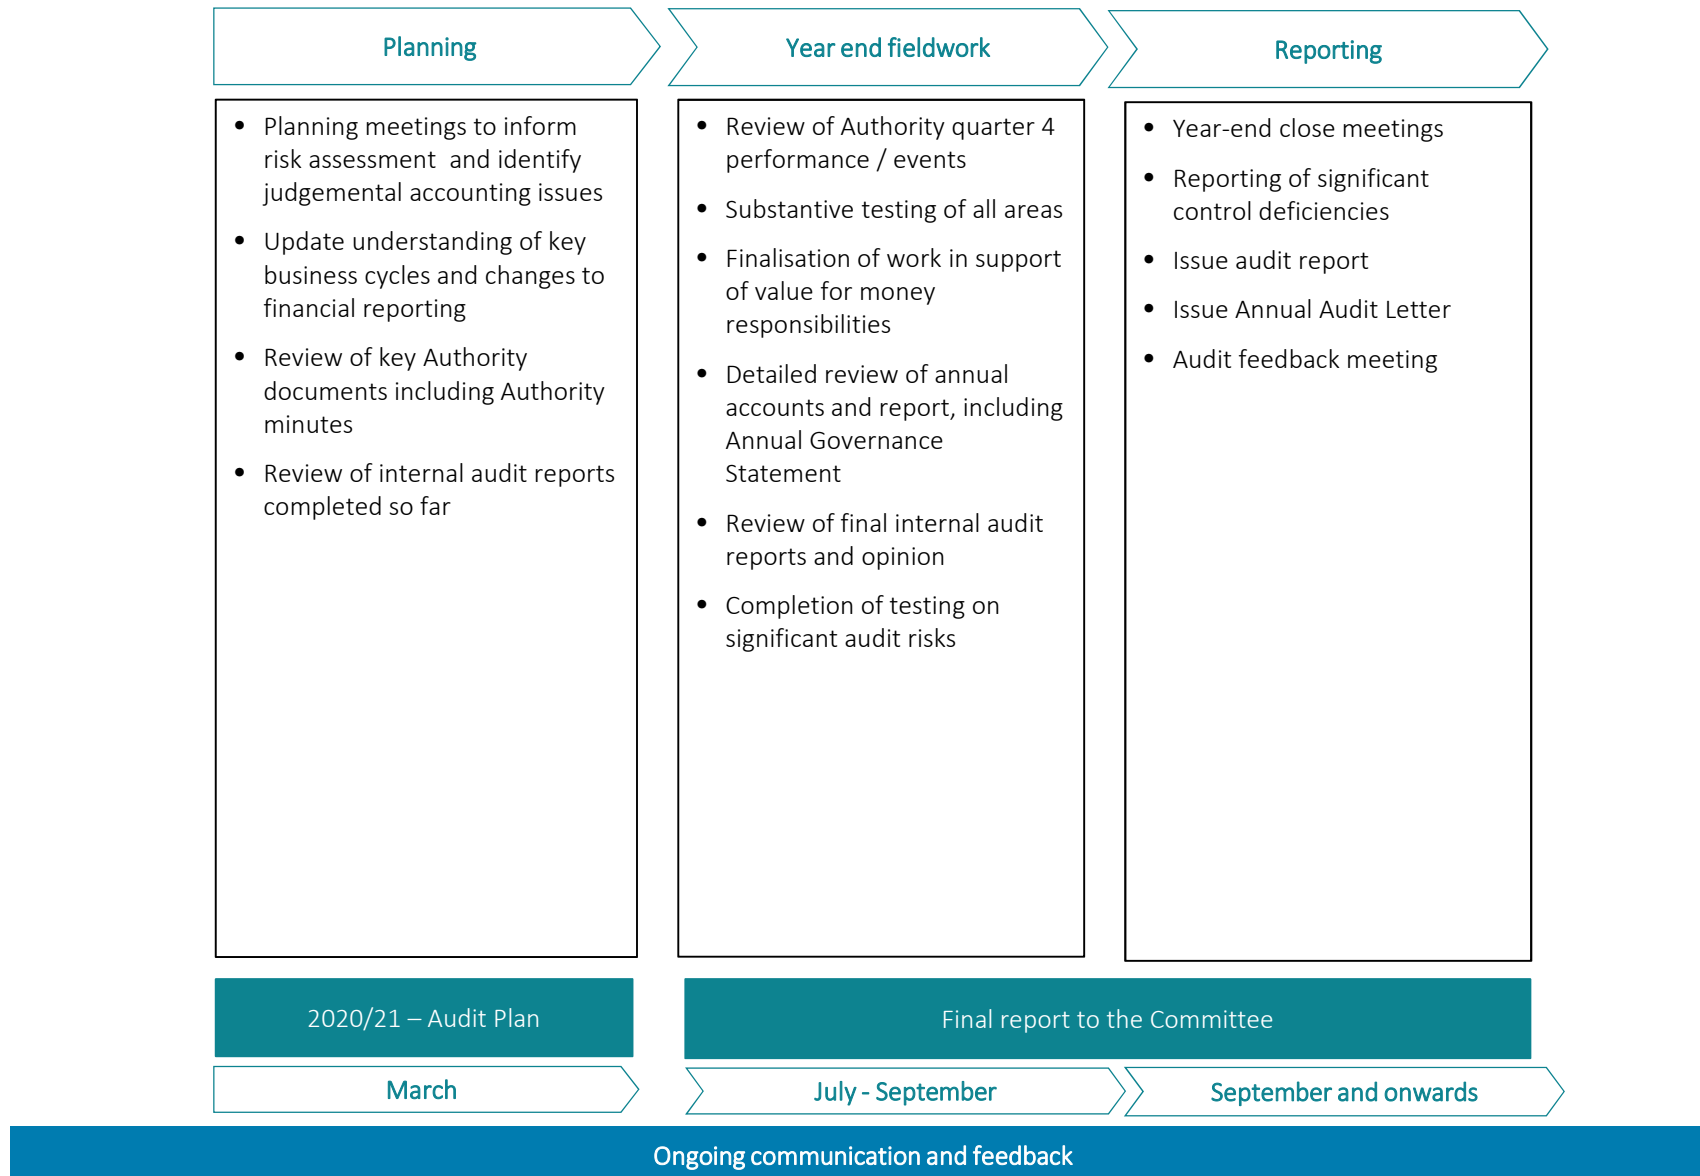 Planning
Year end fieldwork
Reporting
• Planning meetings to inform
risk assessment and identify
judgemental accounting issues
• Update understanding of key
business cycles and changes to
financial reporting
• Review of key Authority
documents including Authority
minutes
• Review of internal audit reports
completed so far
• Review of Authority quarter 4
performance / events
• Substantive testing of all areas
• Finalisation of work in support
of value for money
responsibilities
• Detailed review of annual
accounts and report, including
Annual Governance
Statement
• Review of final internal audit
reports and opinion
• Completion of testing on
significant audit risks
• Year-end close meetings
• Reporting of significant
control deficiencies
• Issue audit report
• Issue Annual Audit Letter
• Audit feedback meeting
2020/21 – Audit Plan
Final report to the Committee
March
July - September
September and onwards
Ongoing communication and feedback